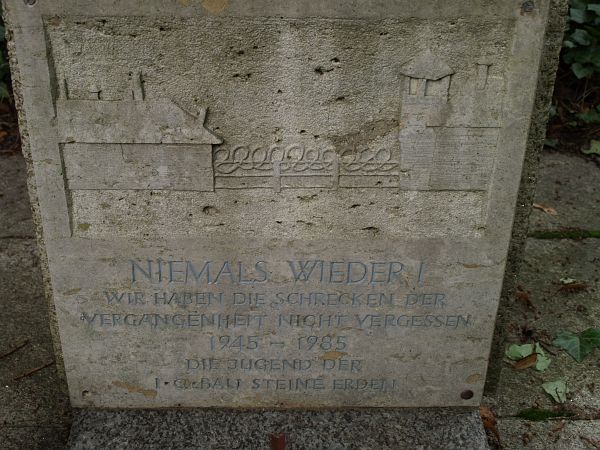 NIEMALS WIEDER!
WIR HABEN DIE SCHRECKEN DER
VERGANGENHEIT NICHT VERGESSEN
1945 - 1985
DIE JUGEND DER
I·G·BAU STEINE ERDEN